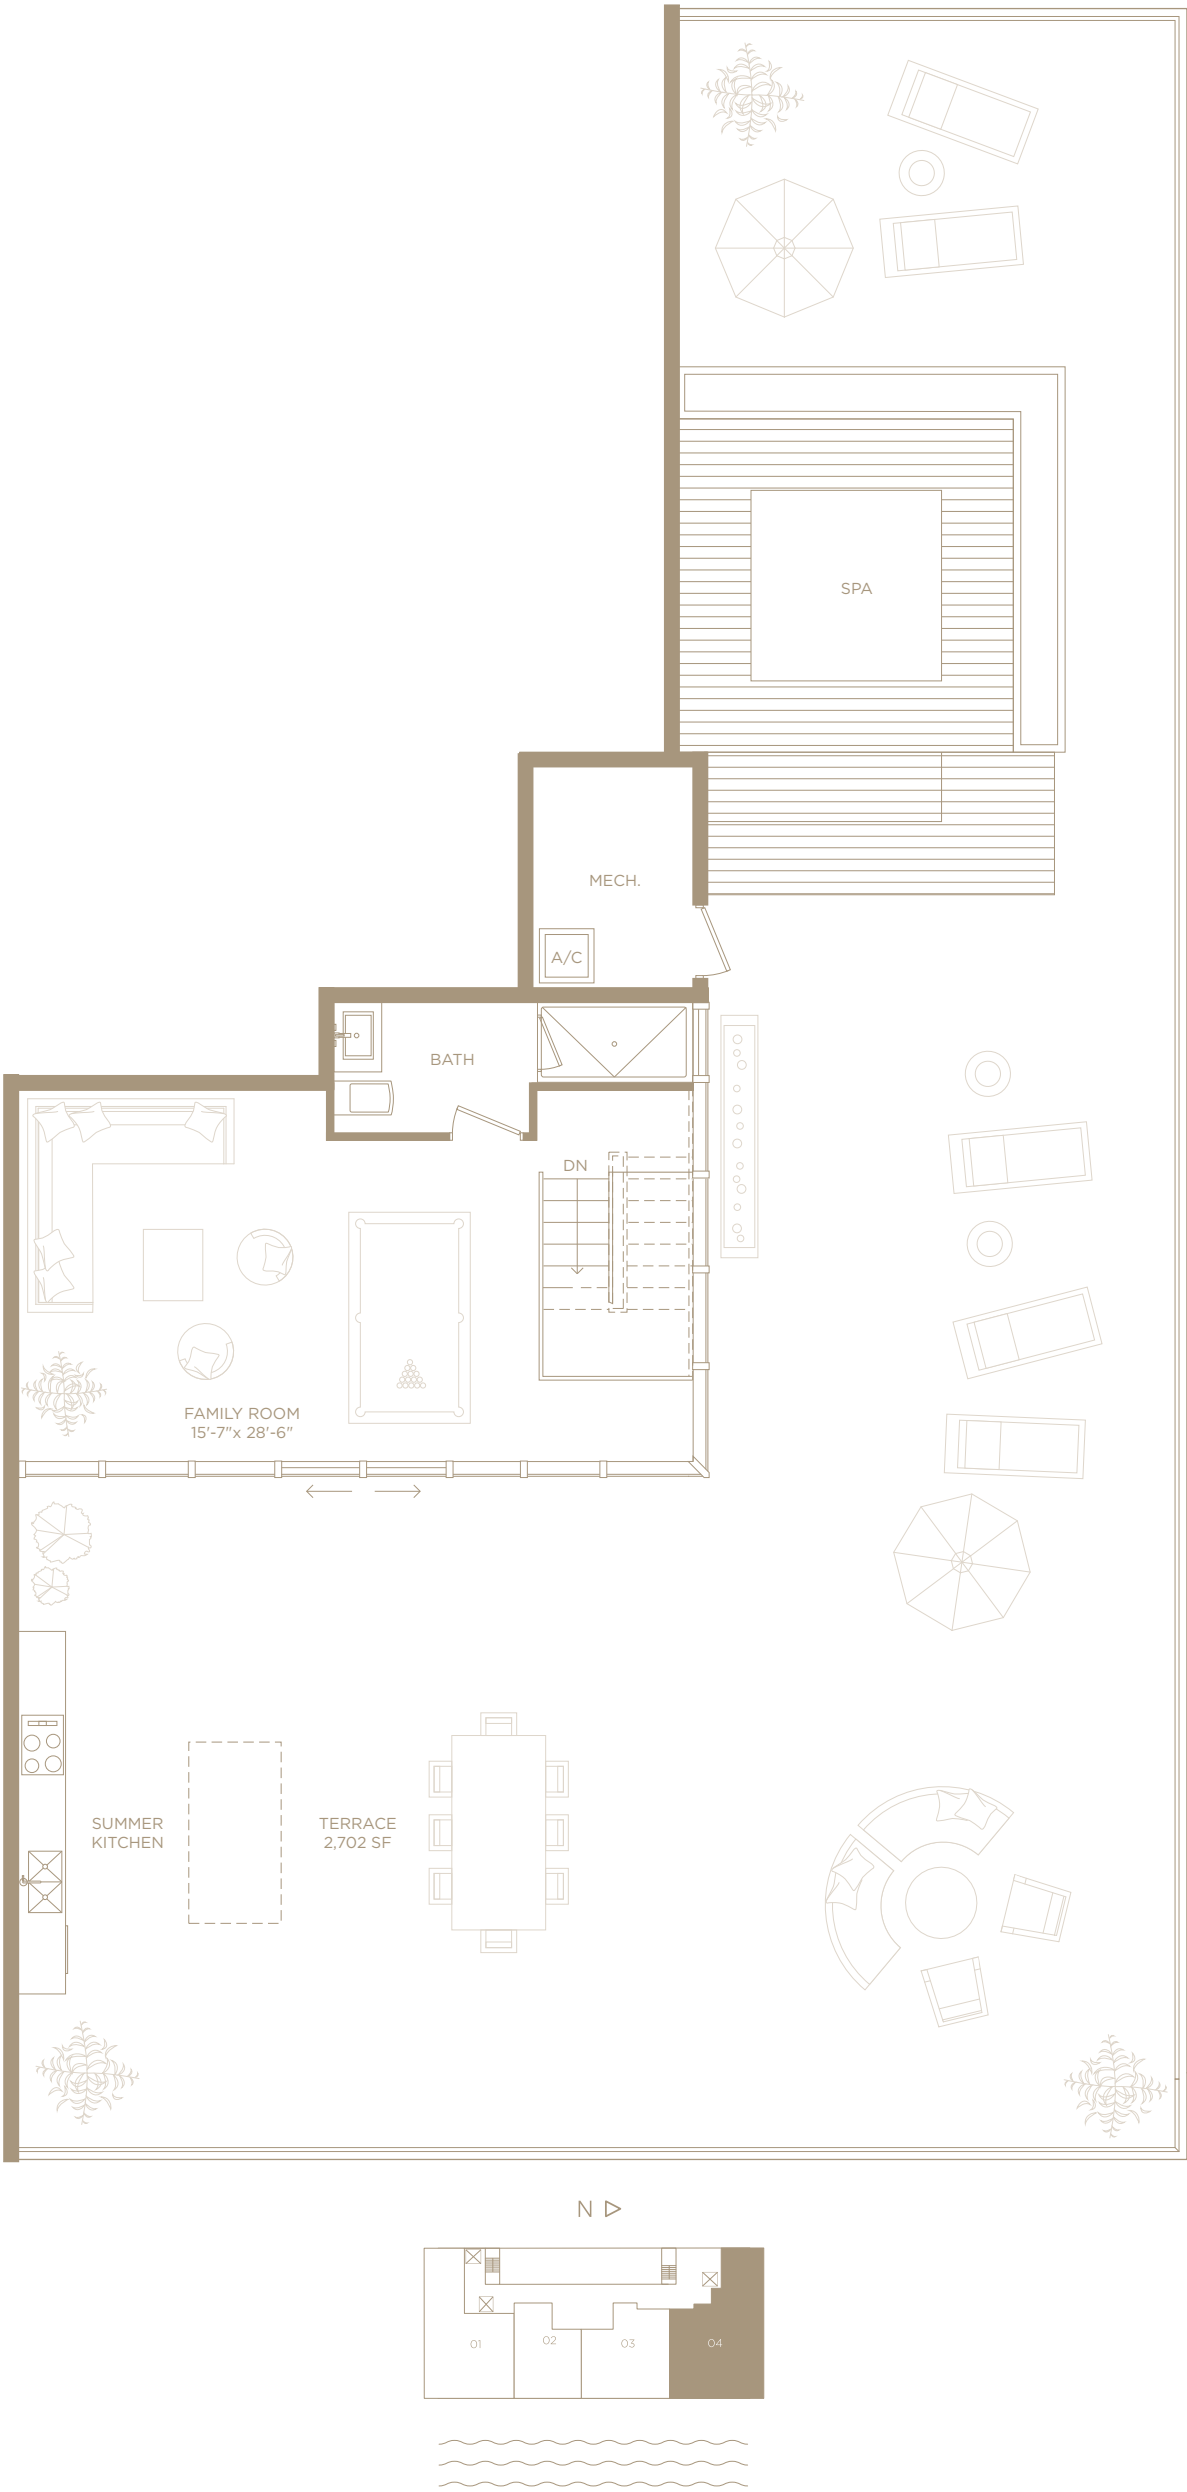 SPA
MECH.
A/C
BATH
DN
FAMILY ROOM
15'-7"x 28'-6"
SUMMER
KITCHEN
TERRACE
2,702 SF
N
01
02
03
04